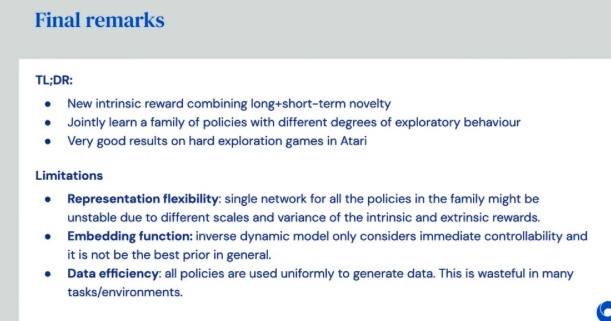 Final remarks
TL;DR:
• New intrinsic reward combining long+short-term novelty
• Jointly learn a family of policies with different degrees of exploratory behaviour
• Very good results on hard exploration games in Atari
Limitations
• Representation flexibility: single network for all the policies in the family might be
unstable due to different scales and variance of the intrinsic and extrinsic rewards.
• Embedding function: inverse dynamic model only considers immediate controllability and
it is not be the best prior in general.
• Data efficiency: all policies are used uniformly to generate data. This is wasteful in many
tasks/environments.